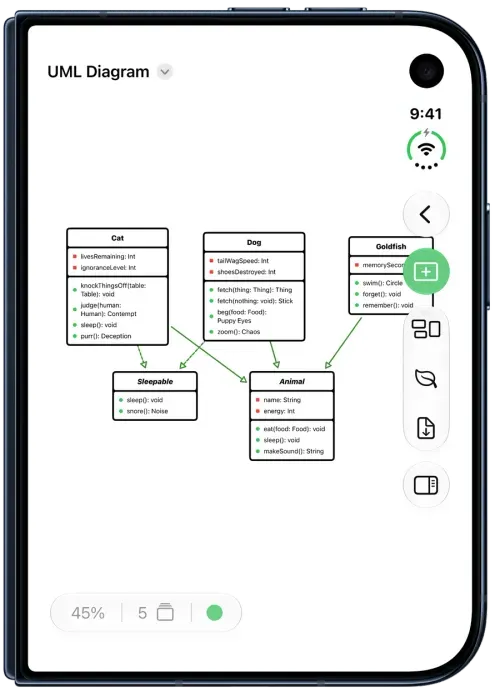 UML Diagram
9:41
Cat
livesRemaining: Int
ignoranceLevel: Int
knockThingsOff(table:
Table): void
judge(human:
Human): Contempt
sleep(): void
purr(): Deception
Dog
tailWagSpeed: Int
shoesDestroyed: Int
fetch(thing: Thing): Thing
fetch(nothing: void): Stick
beg(food: Food):
Puppy Eyes
zoom(): Chaos
Goldfish
swim(): Circle
forget(): void
remember(): void
Sleepable
sleep(): void
snore(): Noise
Animal
name: String
energy: Int
eat(food: Food): void
sleep(): void
makeSound(): String
45%
5